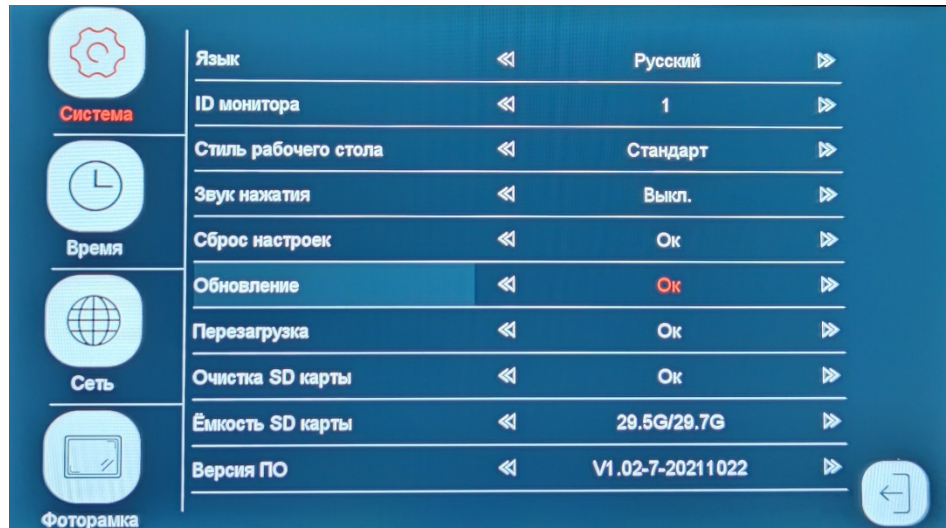 Система
Время
Сеть
Фоторамка
Язык Русский
ID монитора 1
Стиль рабочего стола Стандарт
Звук нажатия Выкл.
Сброс настроек Ок
Обновление Ок
Перезагрузка Ок
Очистка SD карты Ок
Ёмкость SD карты 29.5G/29.7G
Версия ПО V1.02-7-20211022